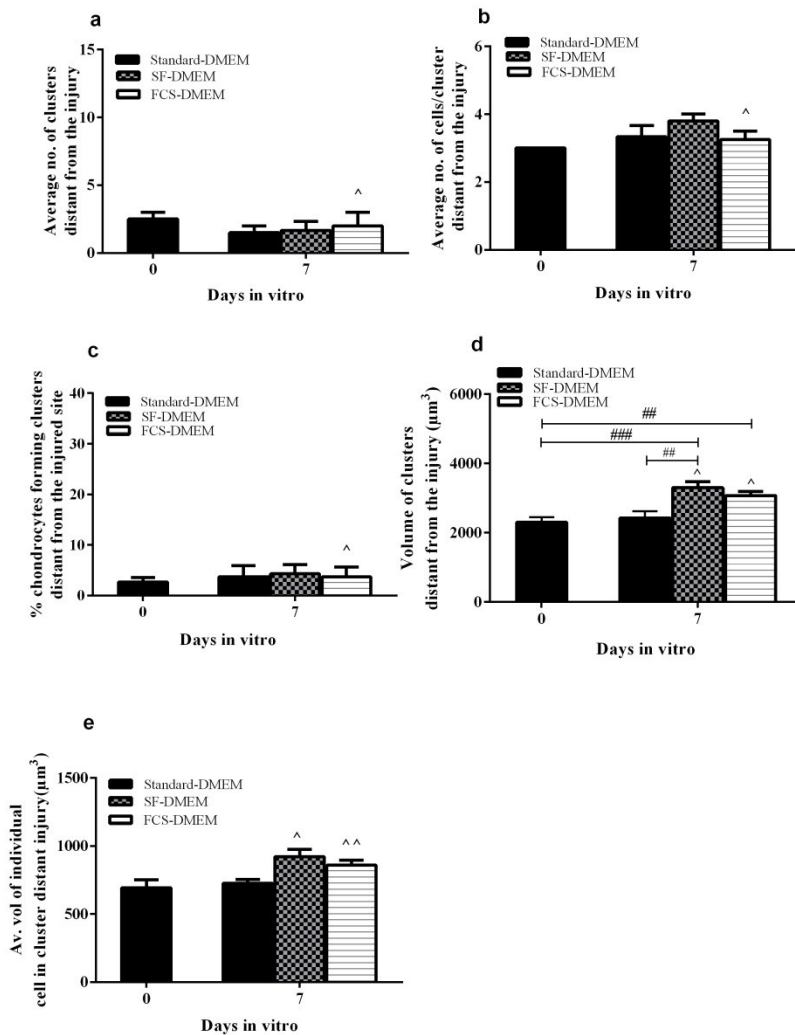 a
Average no. of clusters
distant from the injury
15
10
5
0
Standard-DMEM
SF-DMEM
FCS-DMEM
^
0
7
Days in vitro
b
Average no. of cells/cluster
distant from the injury
6
4
2
0
Standard-DMEM
SF-DMEM
FCS-DMEM
^
0
7
Days in vitro
c
% chondrocytes forming clusters
distant from the injured site
40
30
20
10
0
Standard-DMEM
SF-DMEM
FCS-DMEM
^
0
7
Days in vitro
d
Volume of clusters
distant from the injury (µm³)
6000
4000
2000
0
Standard-DMEM
SF-DMEM
FCS-DMEM
##
###
##
^
^
0
7
Days in vitro
e
Av. vol of individual
cell in cluster distant injury(µm³)
1500
1000
500
0
Standard-DMEM
SF-DMEM
FCS-DMEM
^
^ ^
0
7
Days in vitro